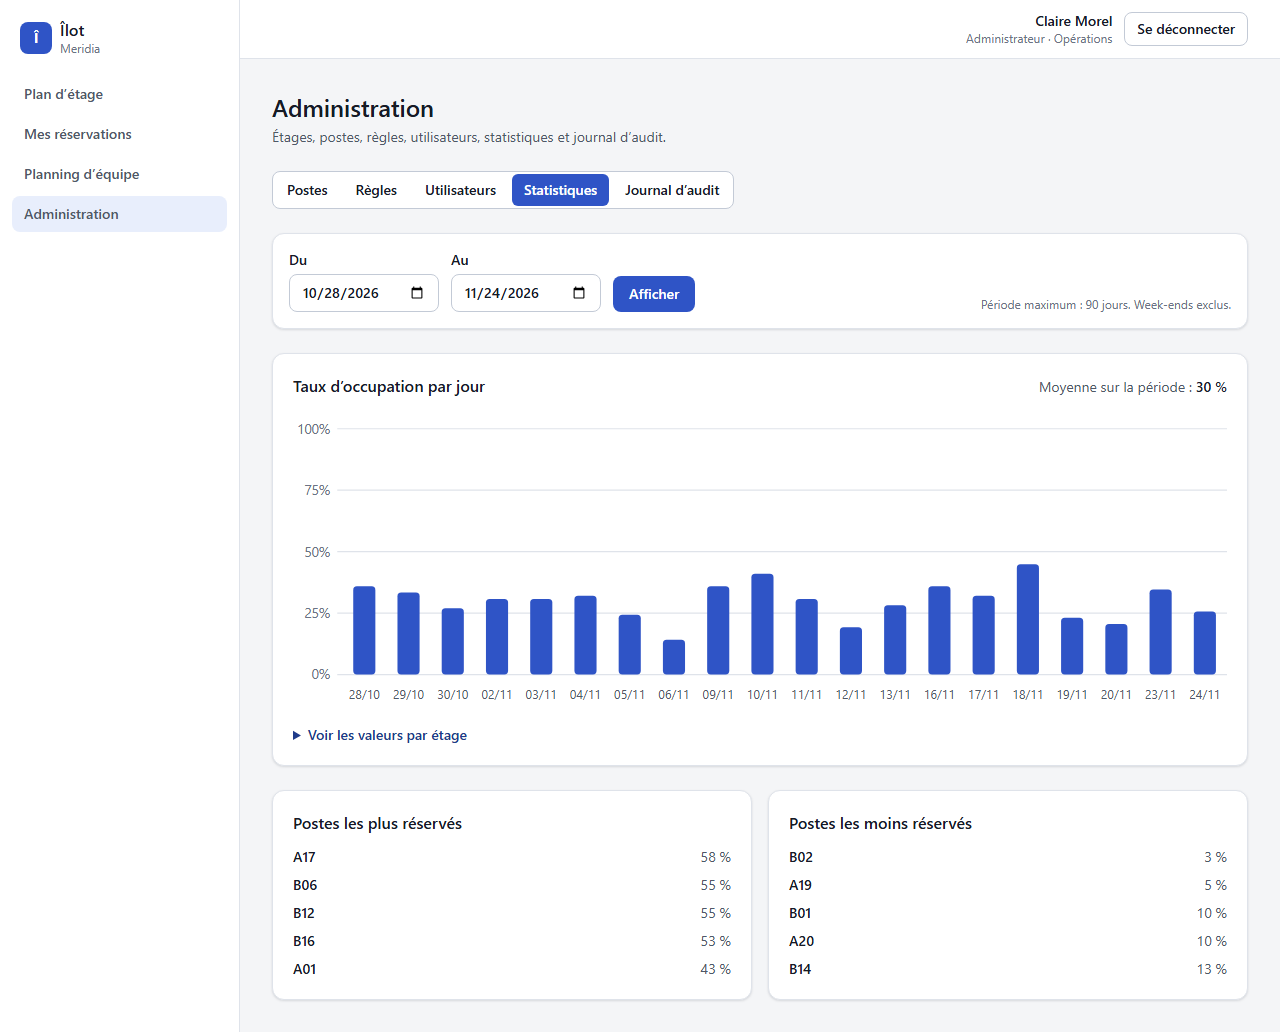 Î
Îlot
Meridia
Plan d’étage
Mes réservations
Planning d’équipe
Administration
Claire Morel
Administrateur · Opérations
Se déconnecter
Administration
Étages, postes, règles, utilisateurs, statistiques et journal d’audit.
Postes Règles Utilisateurs Statistiques Journal d’audit
Du Au
10/28/2026 11/24/2026 Afficher
Période maximum : 90 jours. Week-ends exclus.
Taux d’occupation par jour Moyenne sur la période : 30 %
100%
75%
50%
25%
0%
28/10 29/10 30/10 02/11 03/11 04/11 05/11 06/11 09/11 10/11 11/11 12/11 13/11 16/11 17/11 18/11 19/11 20/11 23/11 24/11
Voir les valeurs par étage
Postes les plus réservés
A17 58 %
B06 55 %
B12 55 %
B16 53 %
A01 43 %
Postes les moins réservés
B02 3 %
A19 5 %
B01 10 %
A20 10 %
B14 13 %